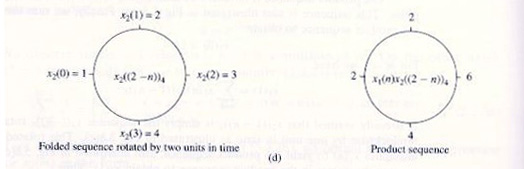 x₂(1) = 2
2
x₂(0) = 1
x₂((2 − n))₄
x₂(2) = 3
2
x₁(n)x₂((2 − n))₄
6
x₂(3) = 4
4
Folded sequence rotated by two units in time
Product sequence
(d)